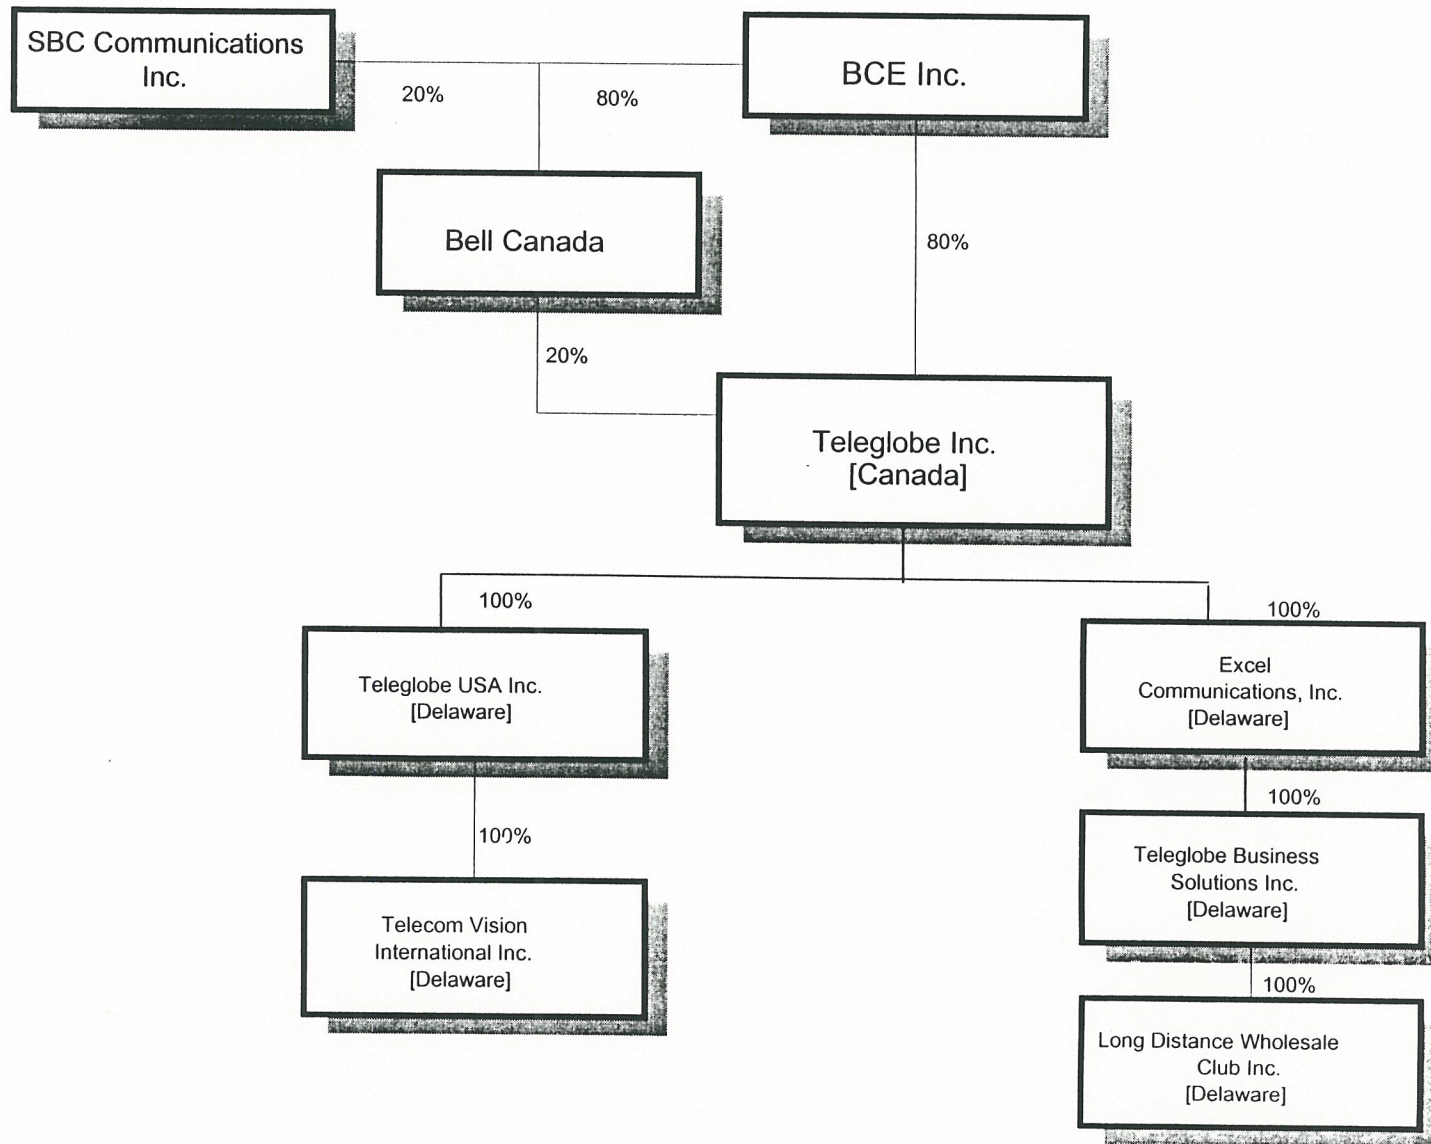 SBC Communications
Inc.
BCE Inc.
20%
80%
Bell Canada
80%
20%
Teleglobe Inc.
[Canada]
100%
100%
Teleglobe USA Inc.
[Delaware]
Excel
Communications, Inc.
[Delaware]
100%
100%
Teleglobe Business
Solutions Inc.
[Delaware]
Telecom Vision
International Inc.
[Delaware]
100%
Long Distance Wholesale
Club Inc.
[Delaware]